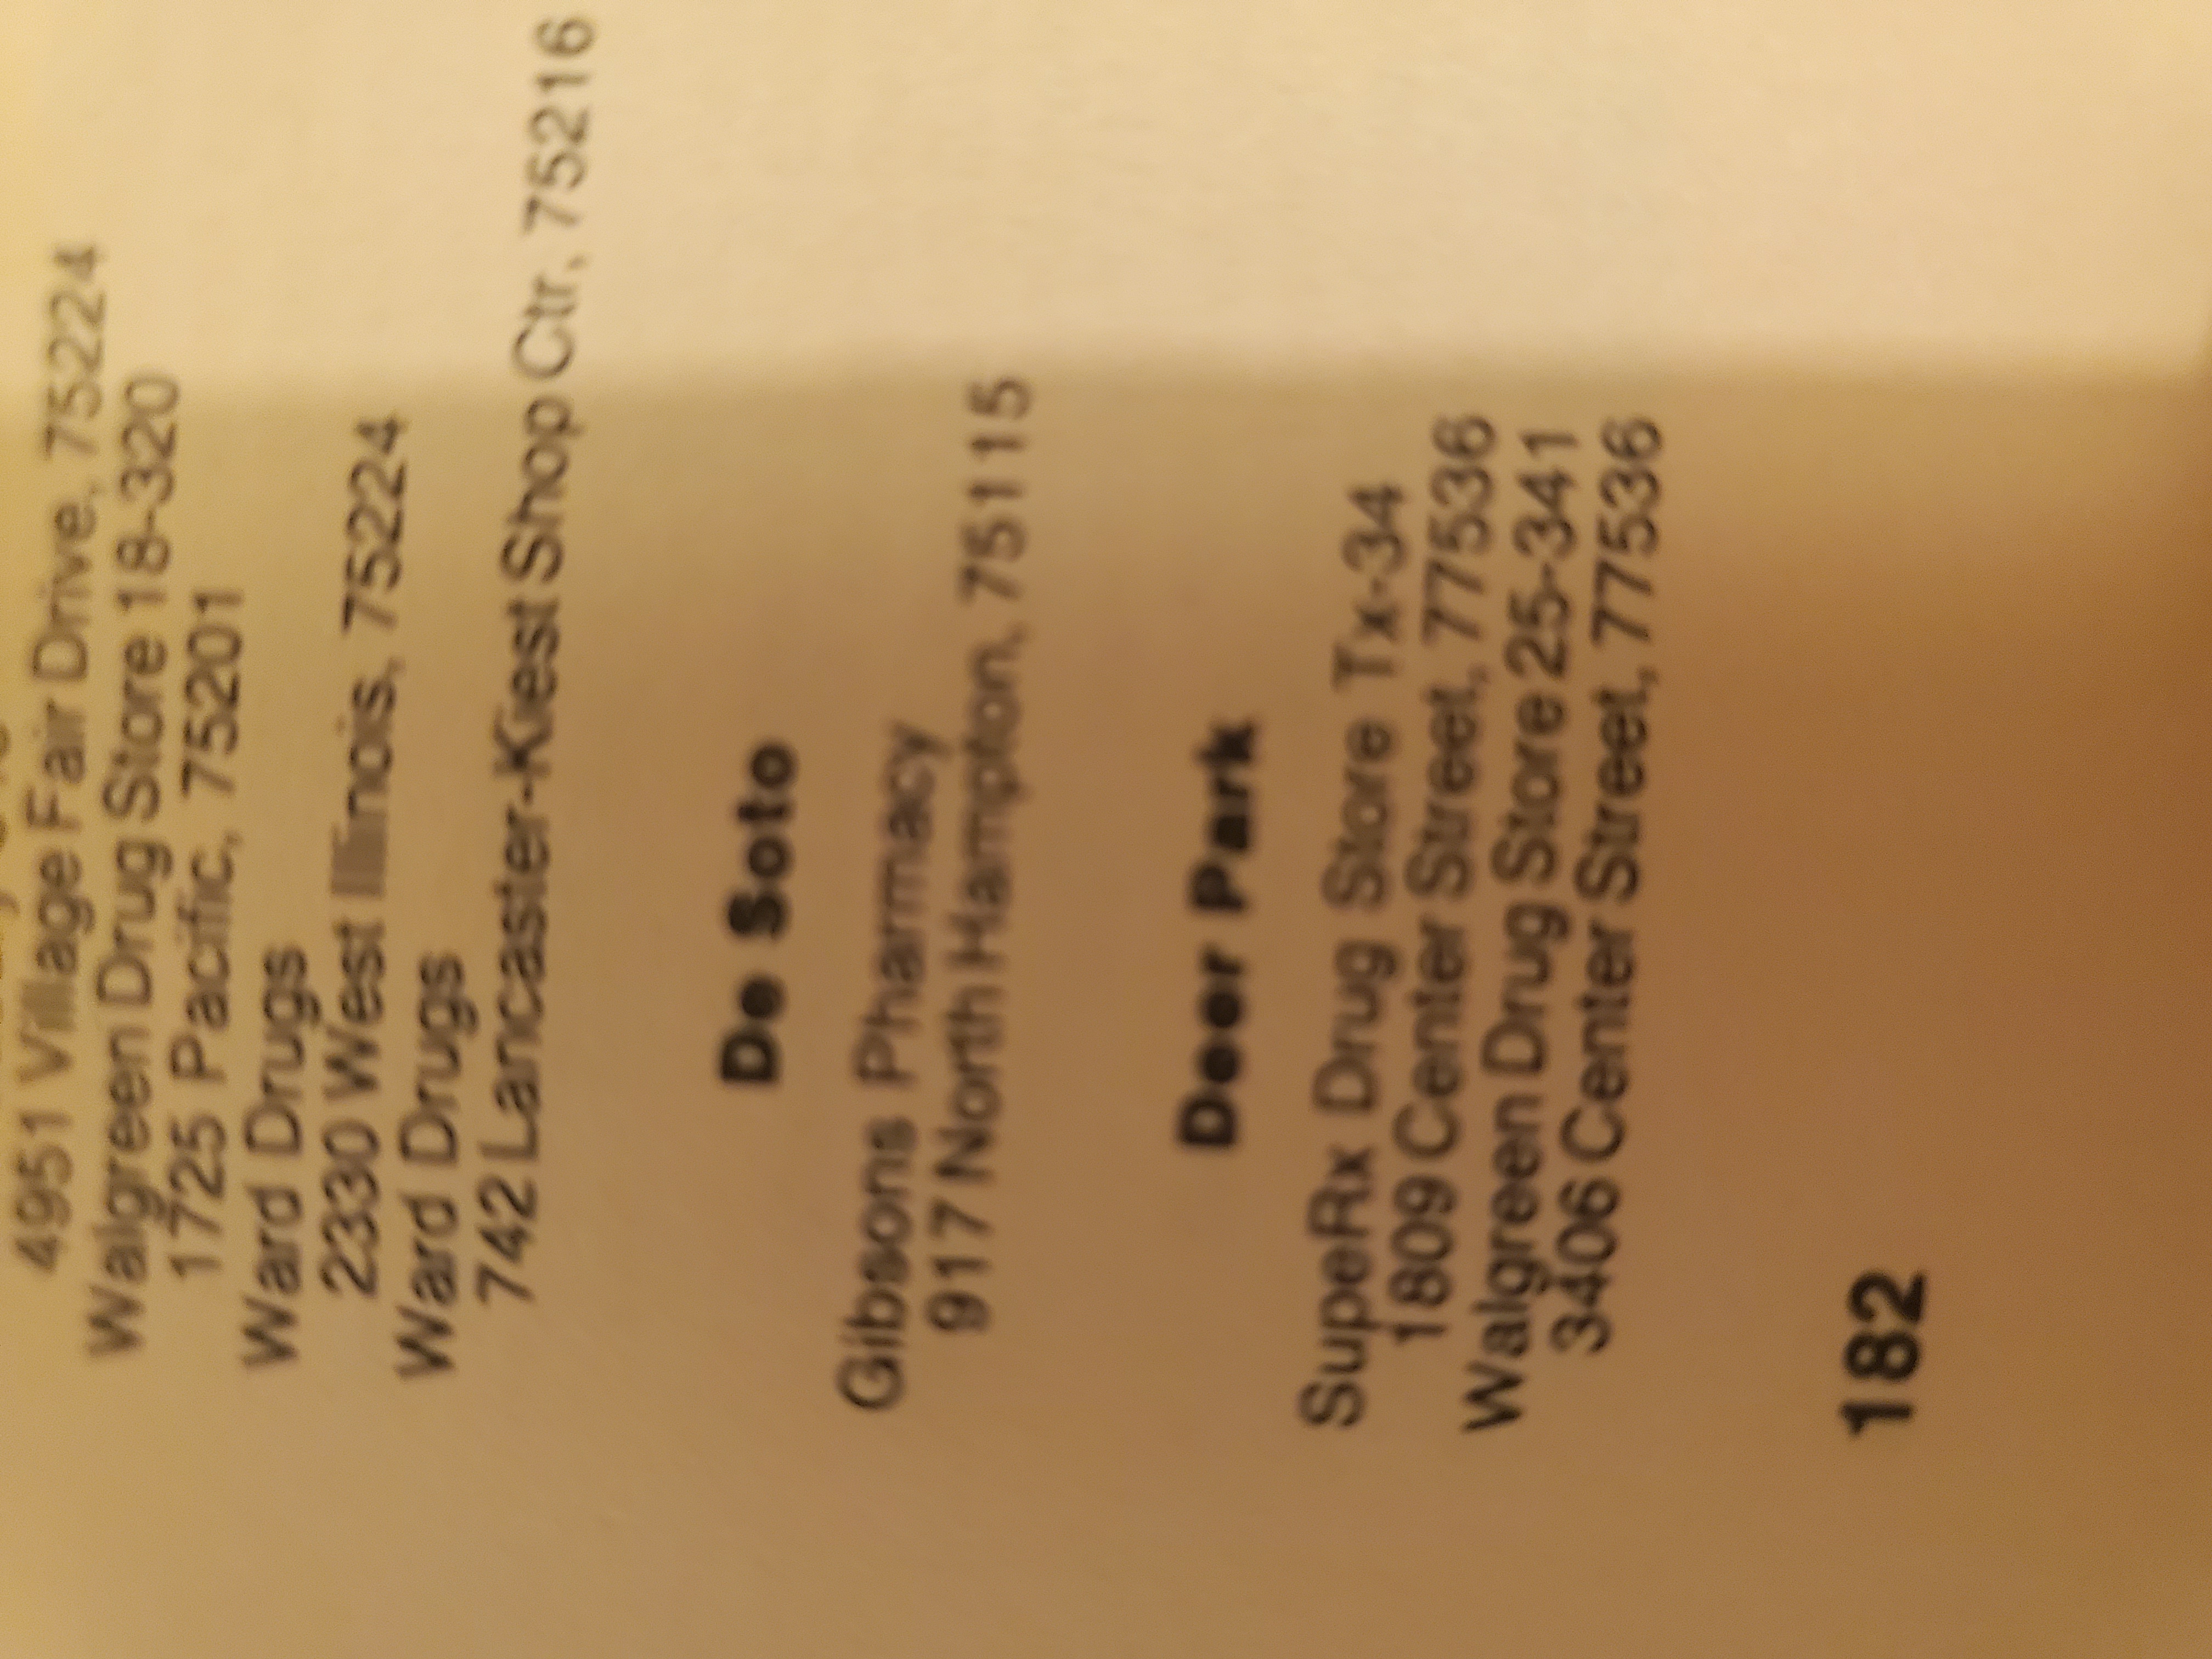 4951 Village Fair Drive, 75224
Walgreen Drug Store 18-320
1725 Pacific, 75201
Ward Drugs
2330 West Illinois, 75224
Ward Drugs
742 Lancaster-Kiest Shop Ctr, 75216
De Soto
Gibsons Pharmacy
917 North Hampton, 75115
Deer Park
SupeRx Drug Store Tx-34
1809 Center Street, 77536
Walgreen Drug Store 25-341
3406 Center Street, 77536
182